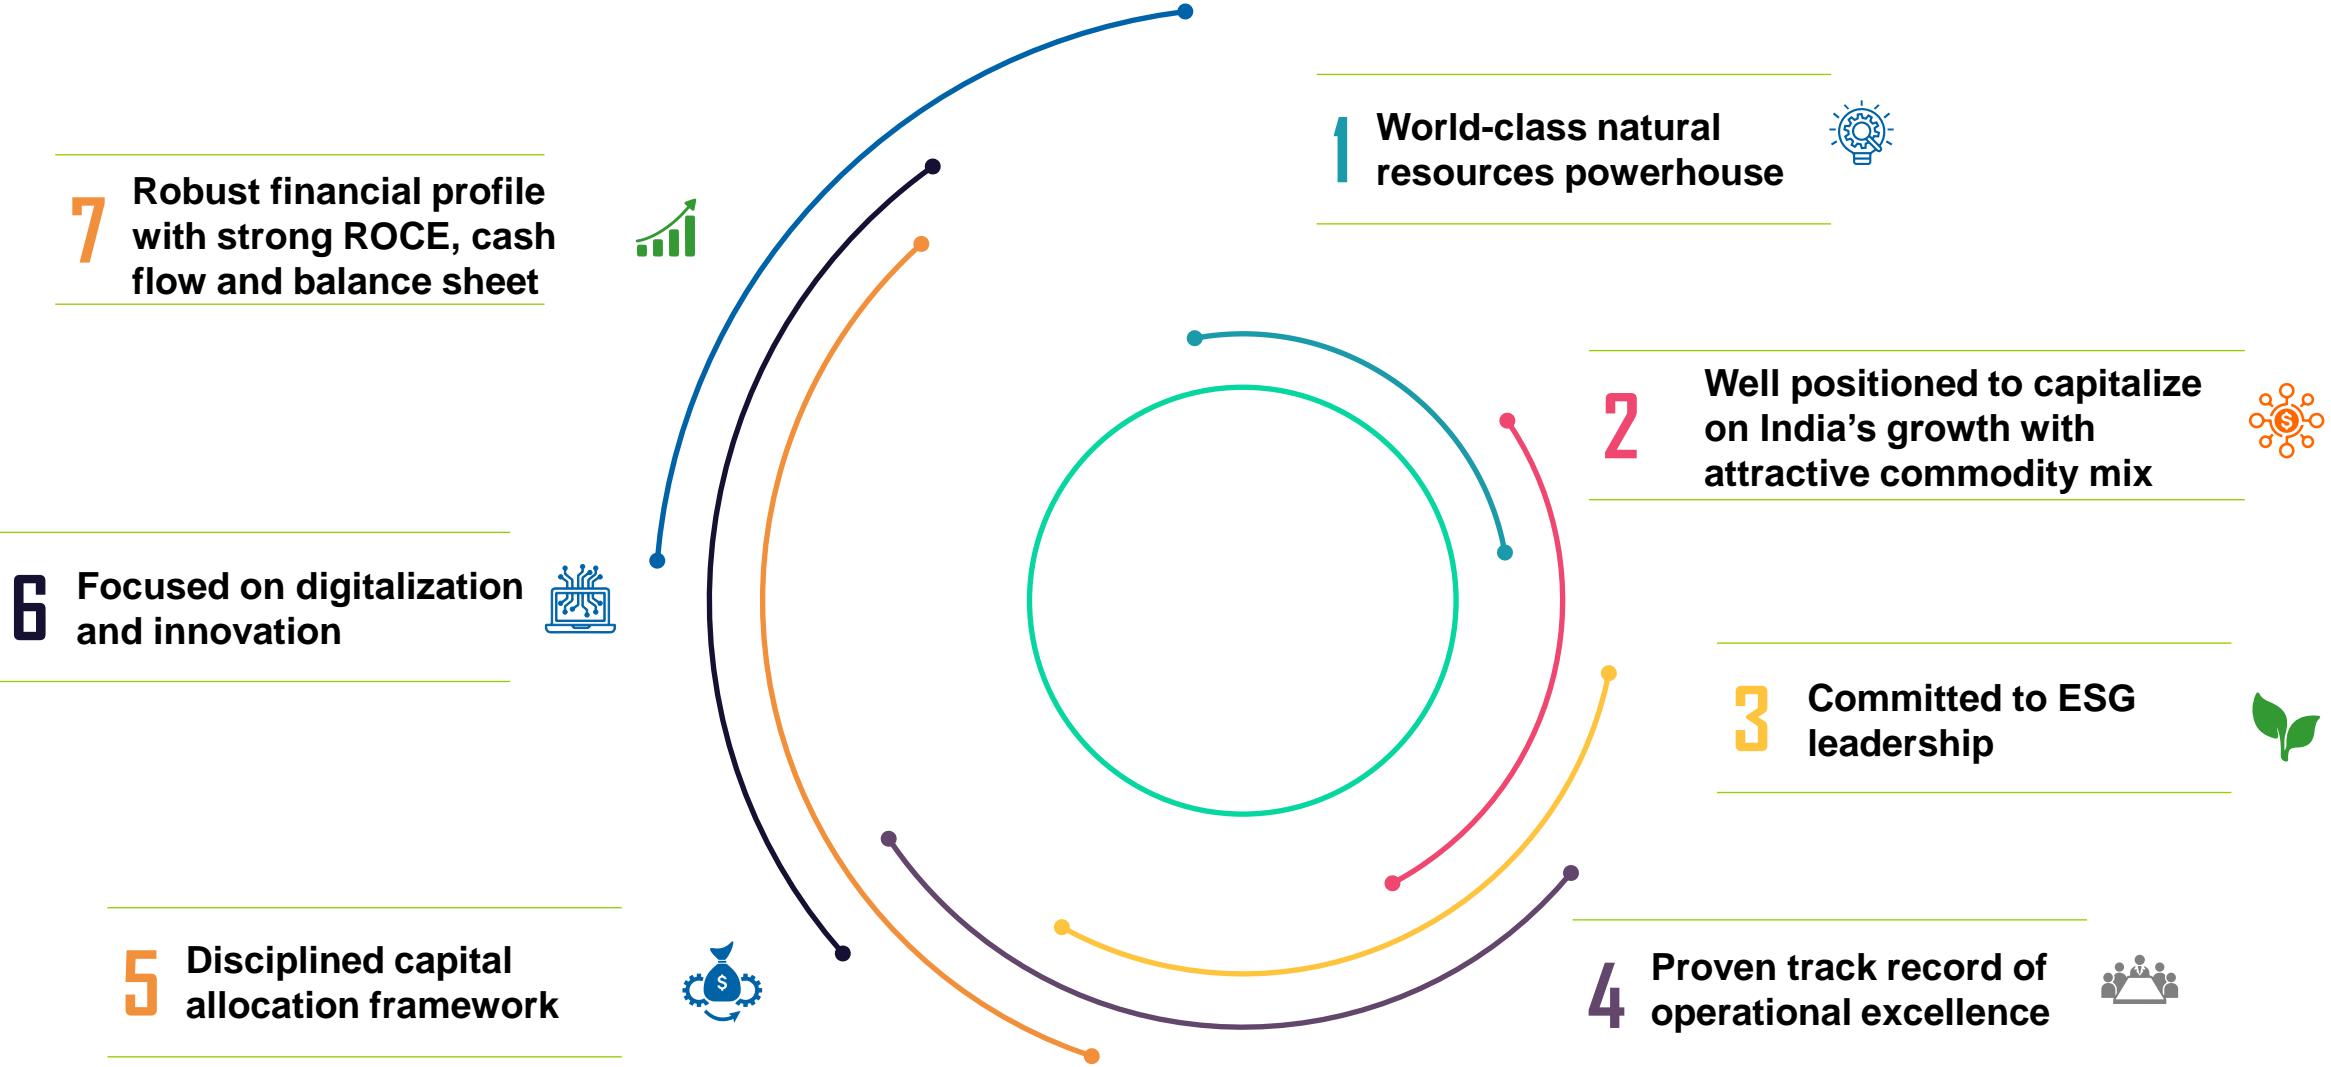 1
World-class natural
resources powerhouse
2
Well positioned to capitalize
on India’s growth with
attractive commodity mix
$
3
Committed to ESG
leadership
4
Proven track record of
operational excellence
5
Disciplined capital
allocation framework
$
6
Focused on digitalization
and innovation
7
Robust financial profile
with strong ROCE, cash
flow and balance sheet